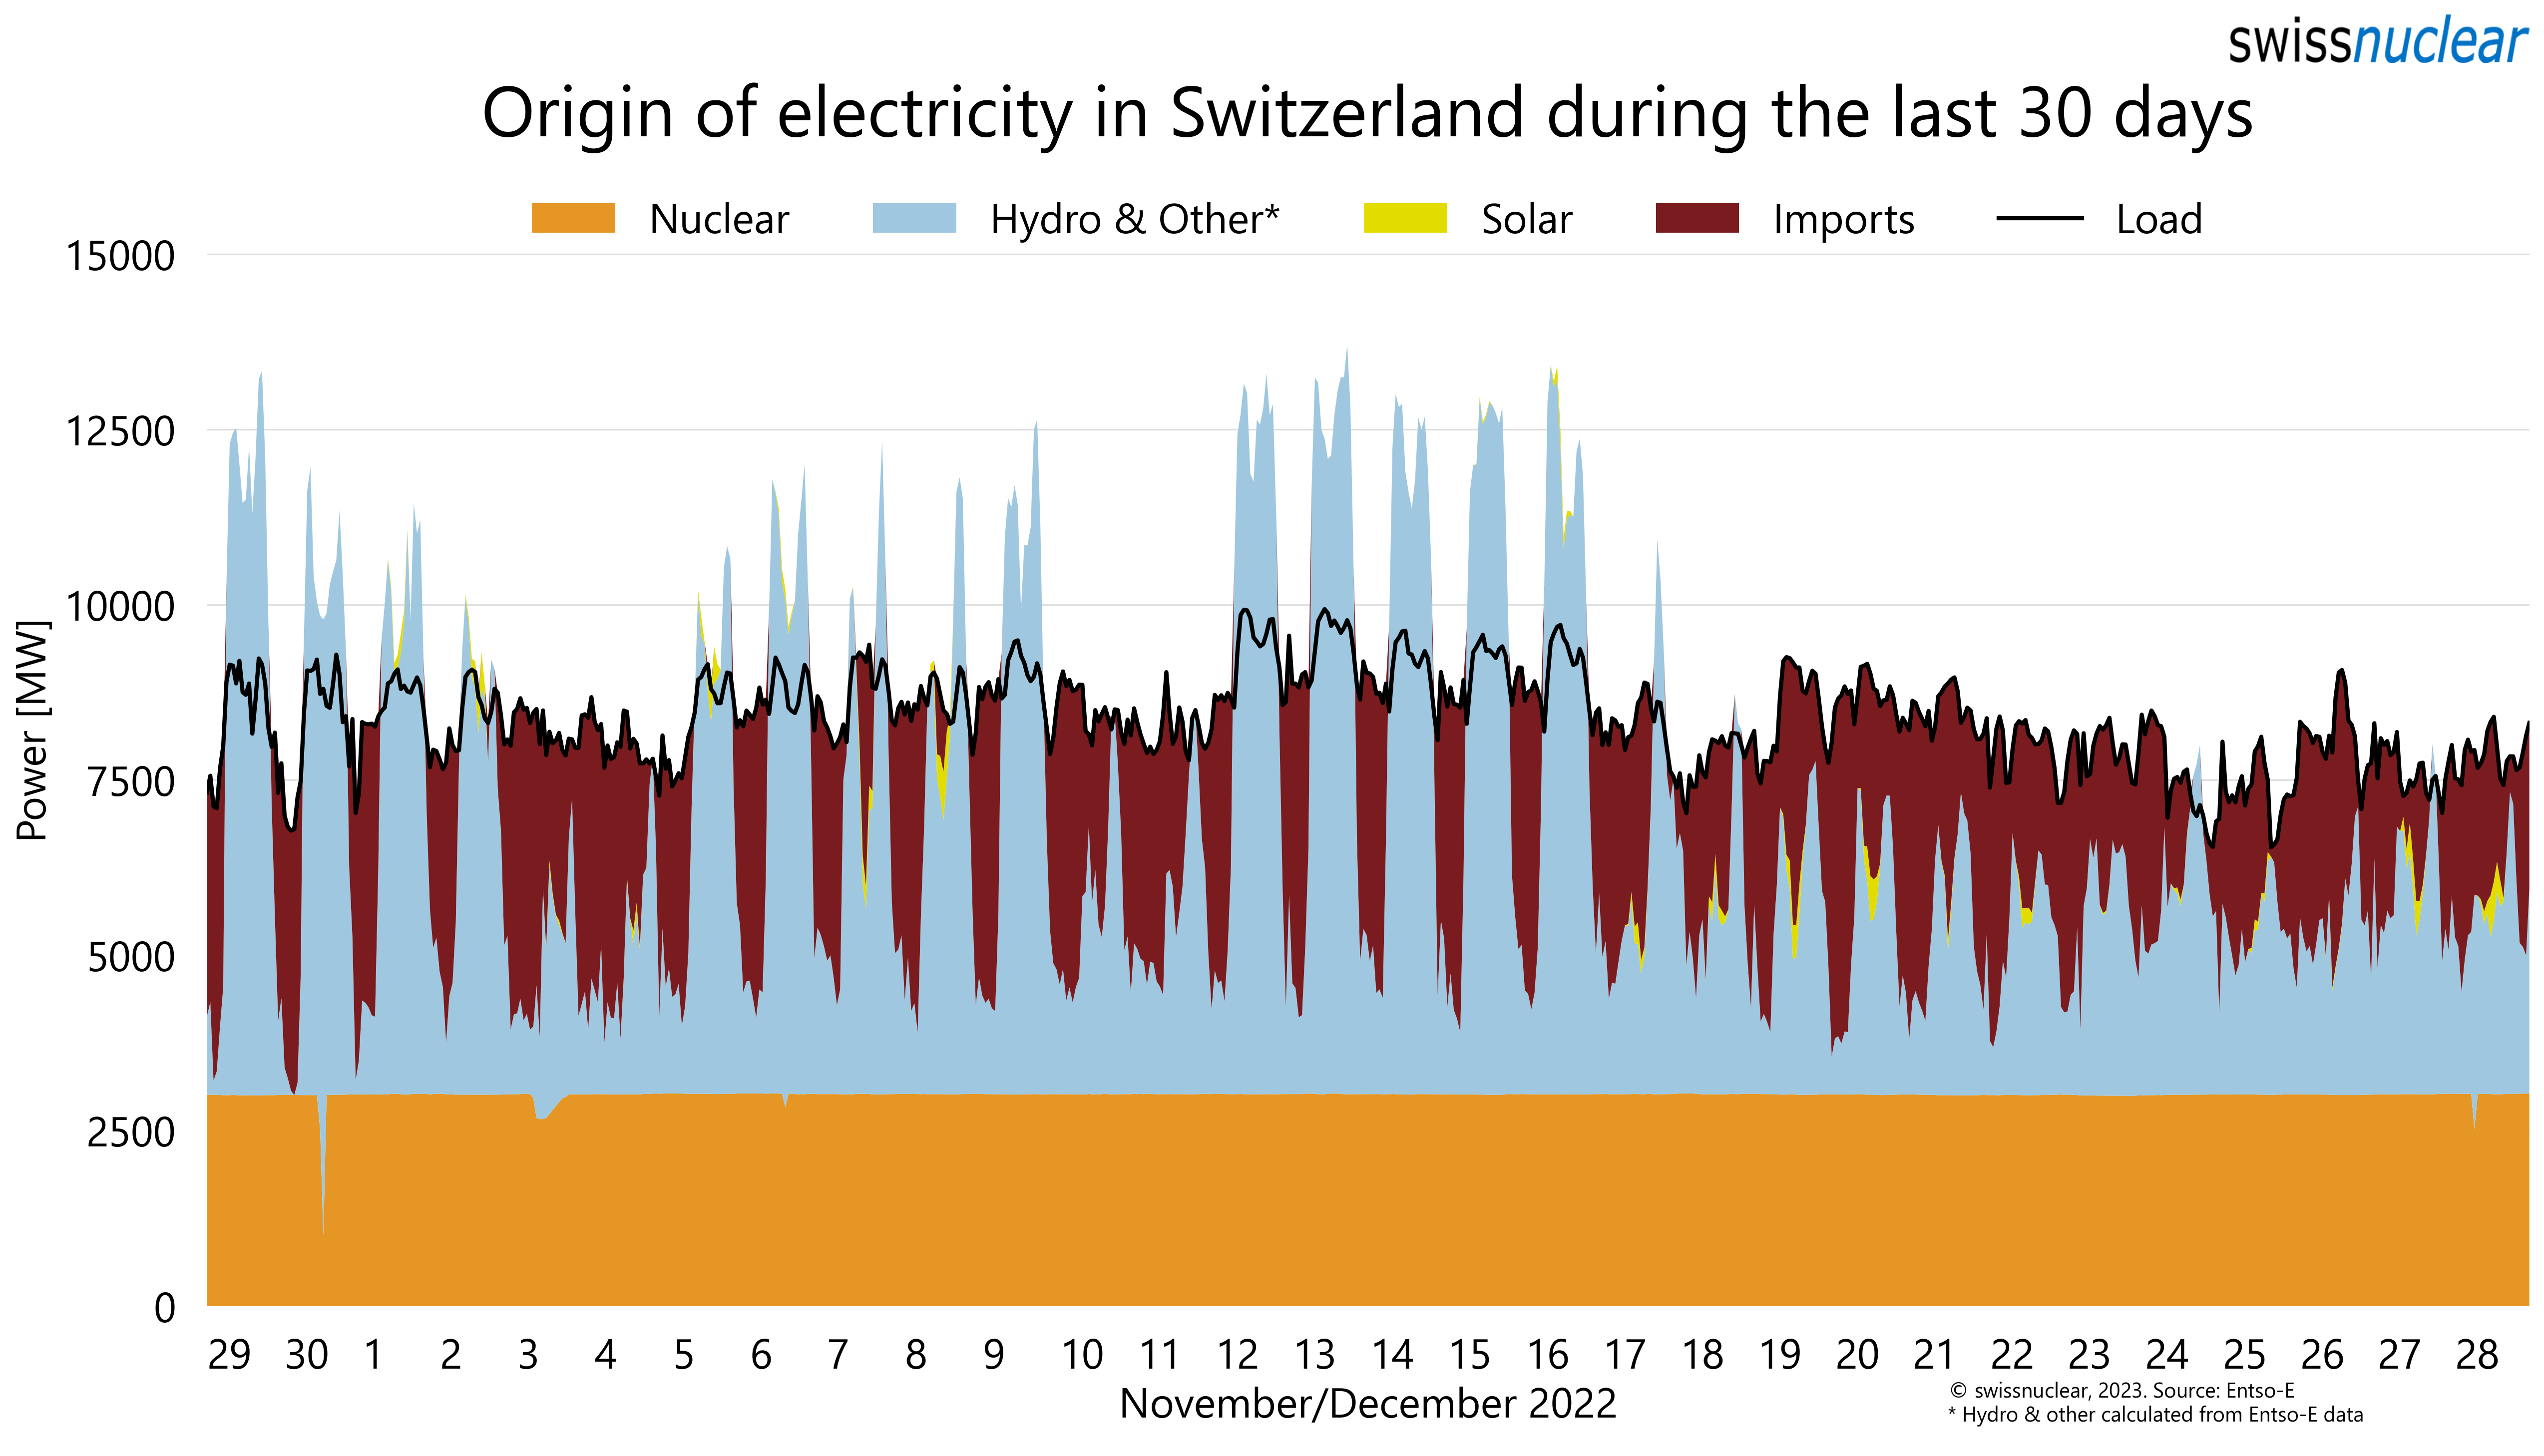 swissnuclear
Origin of electricity in Switzerland during the last 30 days
Nuclear Hydro & Other* Solar Imports Load
15000
12500
10000
7500
5000
2500
0
Power [MW]
29 30 1 2 3 4 5 6 7 8 9 10 11 12 13 14 15 16 17 18 19 20 21 22 23 24 25 26 27 28
November/December 2022
© swissnuclear, 2023. Source: Entso-E
* Hydro & other calculated from Entso-E data